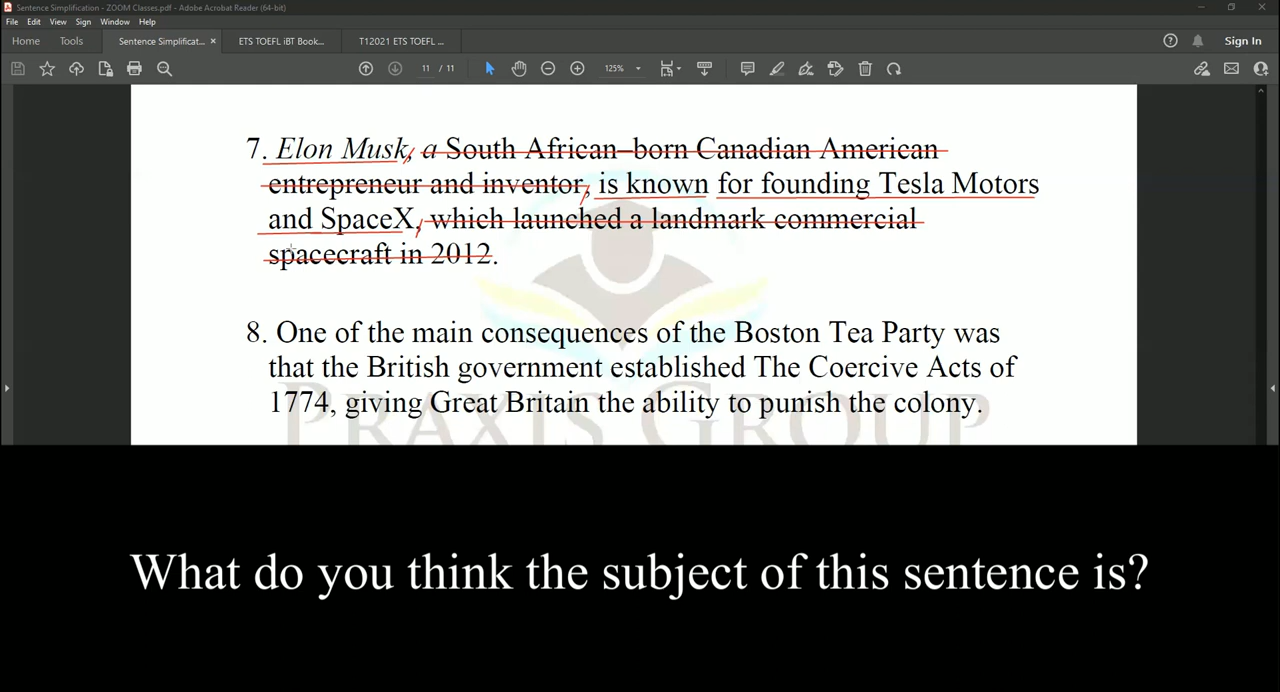 Sentence Simplification - ZOOM Classes.pdf - Adobe Acrobat Reader (64-bit)
File Edit View Sign Window Help
Home Tools Sentence Simplificat... × ETS TOEFL iBT Book... T12021 ETS TOEFL ... Sign In
11 / 11 125%
7. Elon Musk, a South African–born Canadian American
entrepreneur and inventor, is known for founding Tesla Motors
and SpaceX, which launched a landmark commercial
spacecraft in 2012.
8. One of the main consequences of the Boston Tea Party was
that the British government established The Coercive Acts of
1774, giving Great Britain the ability to punish the colony.
PRAXIS GROUP
What do you think the subject of this sentence is?